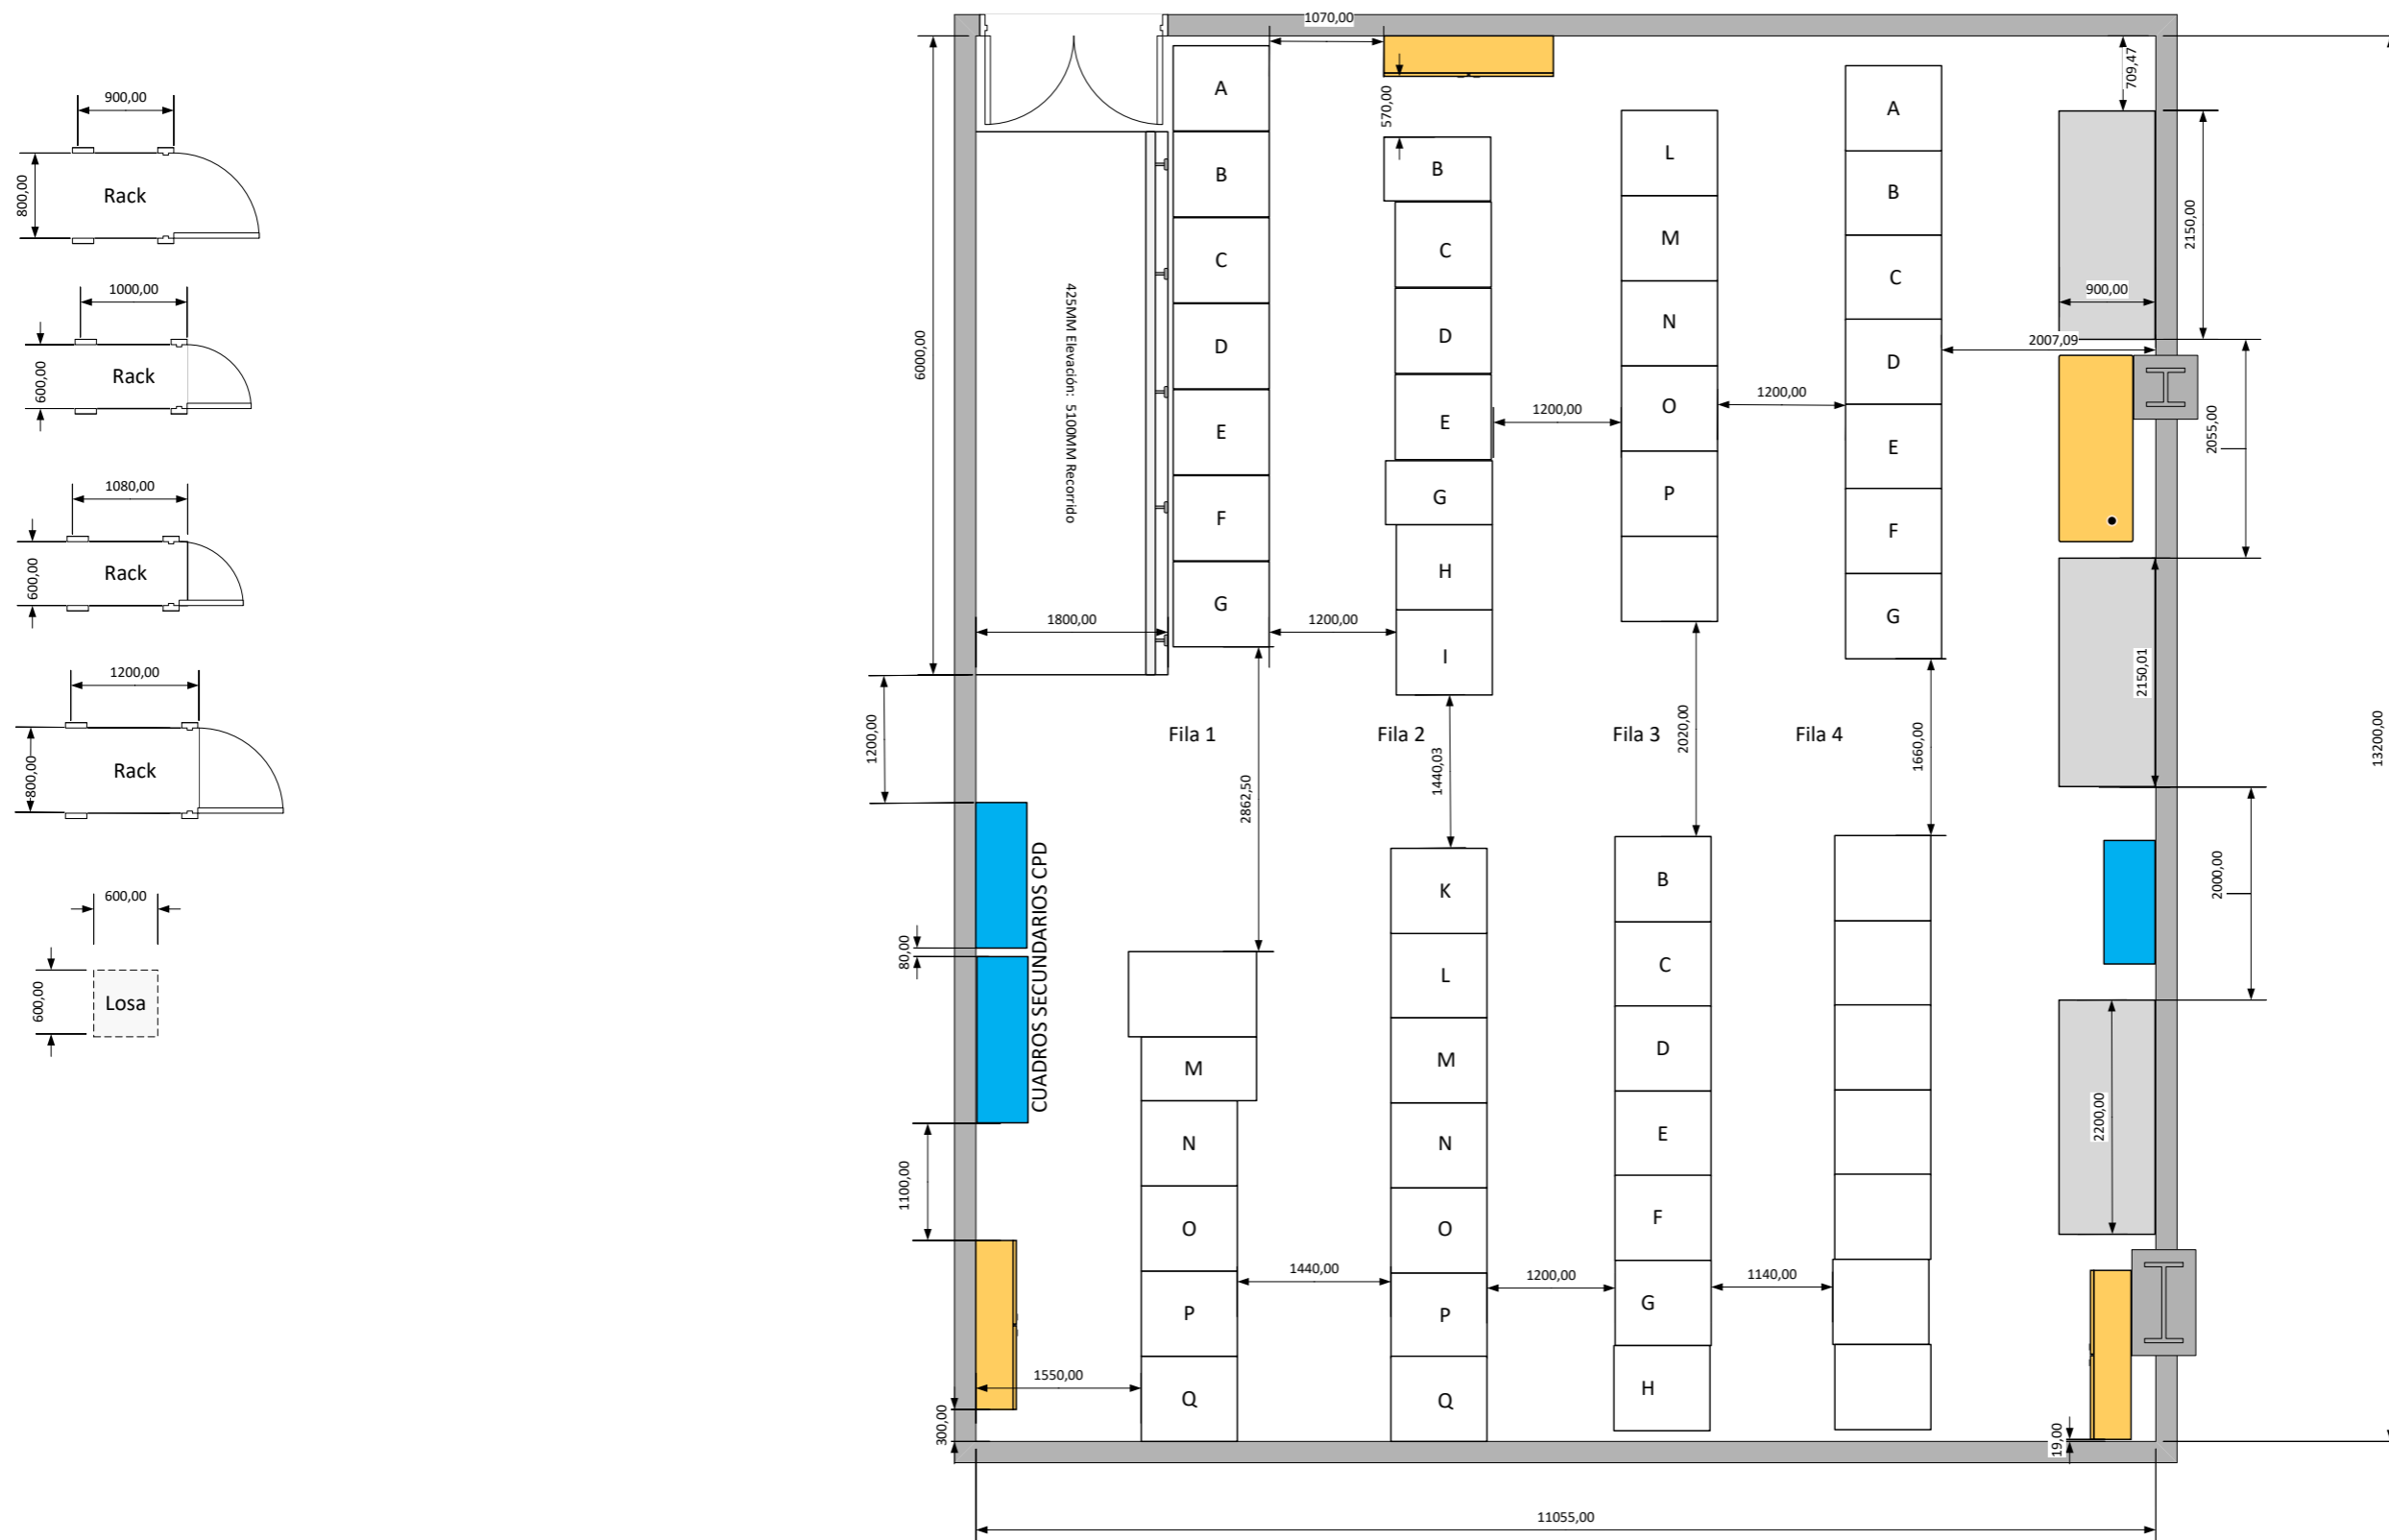 900,00
800,00
Rack
1000,00
600,00
Rack
1080,00
600,00
Rack
1200,00
800,00
Rack
600,00
600,00
Losa
1070,00
570,00
709,47
2150,00
900,00
2007,09
2055,00
2150,01
2000,00
2200,00
13200,00
6000,00
425MM Elevación: 5100MM Recorrido
1800,00
1200,00
1200,00
1200,00
1200,00
A
B
C
D
E
F
G
B
C
D
E
G
H
I
L
M
N
O
P
A
B
C
D
E
F
G
Fila 1
Fila 2
Fila 3
Fila 4
2862,50
1440,03
2020,00
1660,00
80,00
CUADROS SECUNDARIOS CPD
1100,00
M
N
O
P
Q
K
L
M
N
O
P
Q
B
C
D
E
F
G
H
1440,00
1200,00
1140,00
1550,00
300,00
19,00
11055,00